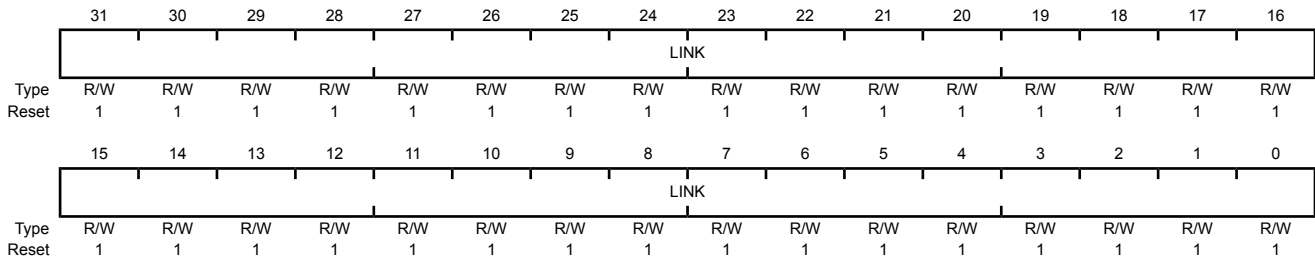 31 30 29 28 27 26 25 24 23 22 21 20 19 18 17 16
LINK
Type R/W R/W R/W R/W R/W R/W R/W R/W R/W R/W R/W R/W R/W R/W R/W R/W
Reset 1 1 1 1 1 1 1 1 1 1 1 1 1 1 1 1
15 14 13 12 11 10 9 8 7 6 5 4 3 2 1 0
LINK
Type R/W R/W R/W R/W R/W R/W R/W R/W R/W R/W R/W R/W R/W R/W R/W R/W
Reset 1 1 1 1 1 1 1 1 1 1 1 1 1 1 1 1